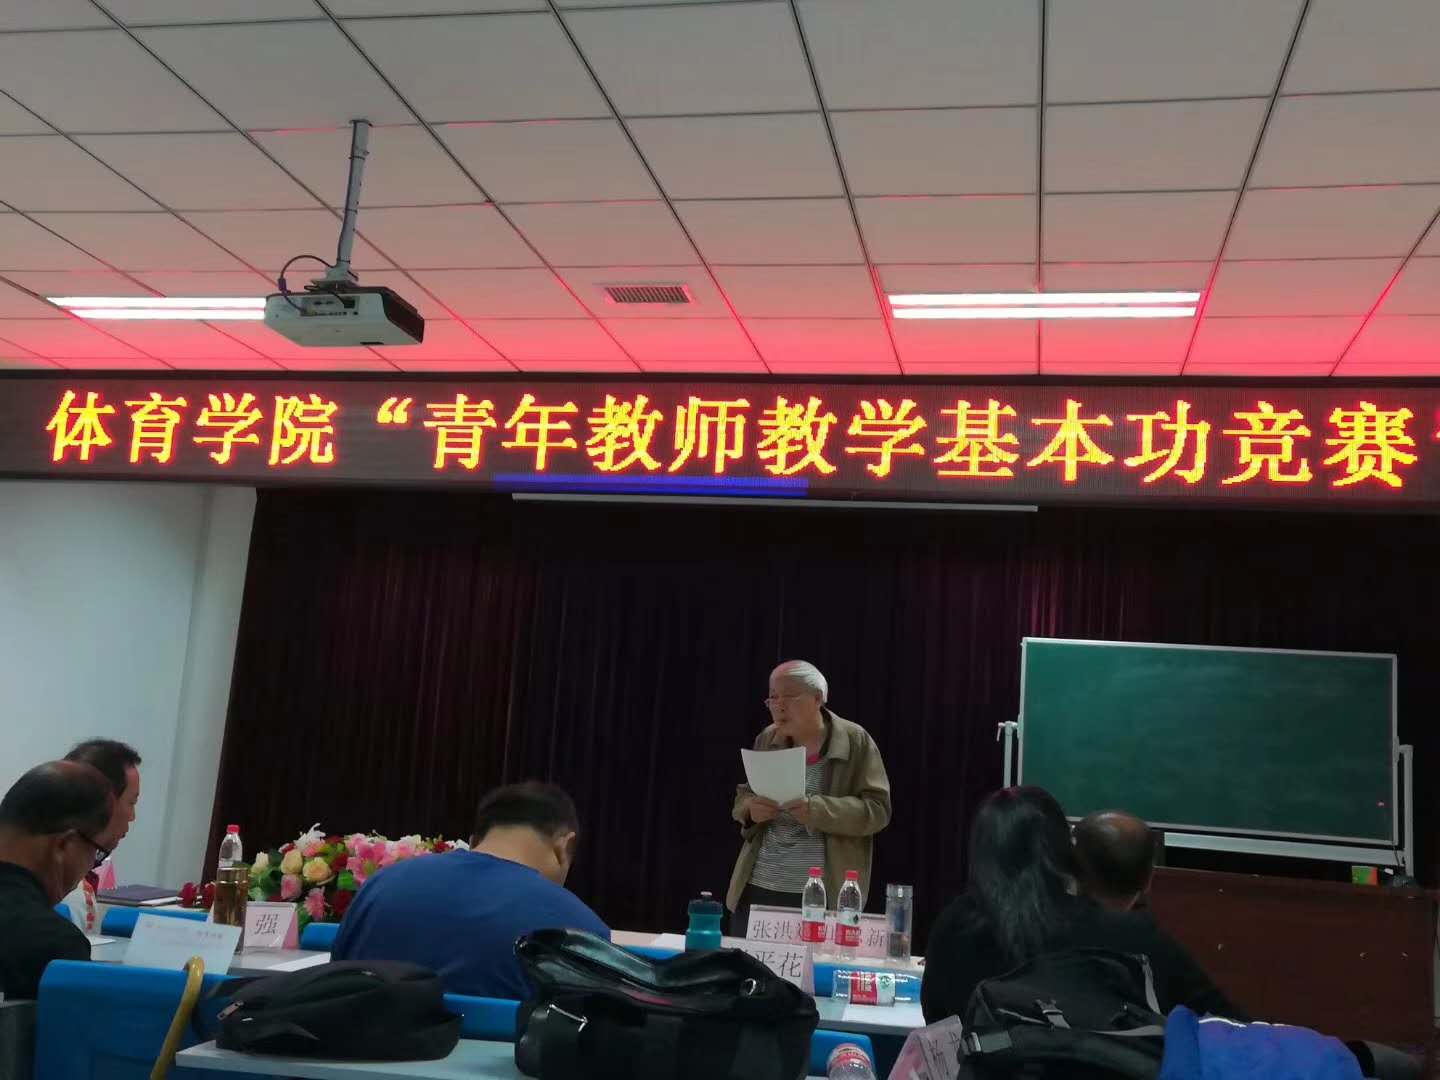 体育学院“青年教师教学基本功竞赛
强
张洪
新
平花